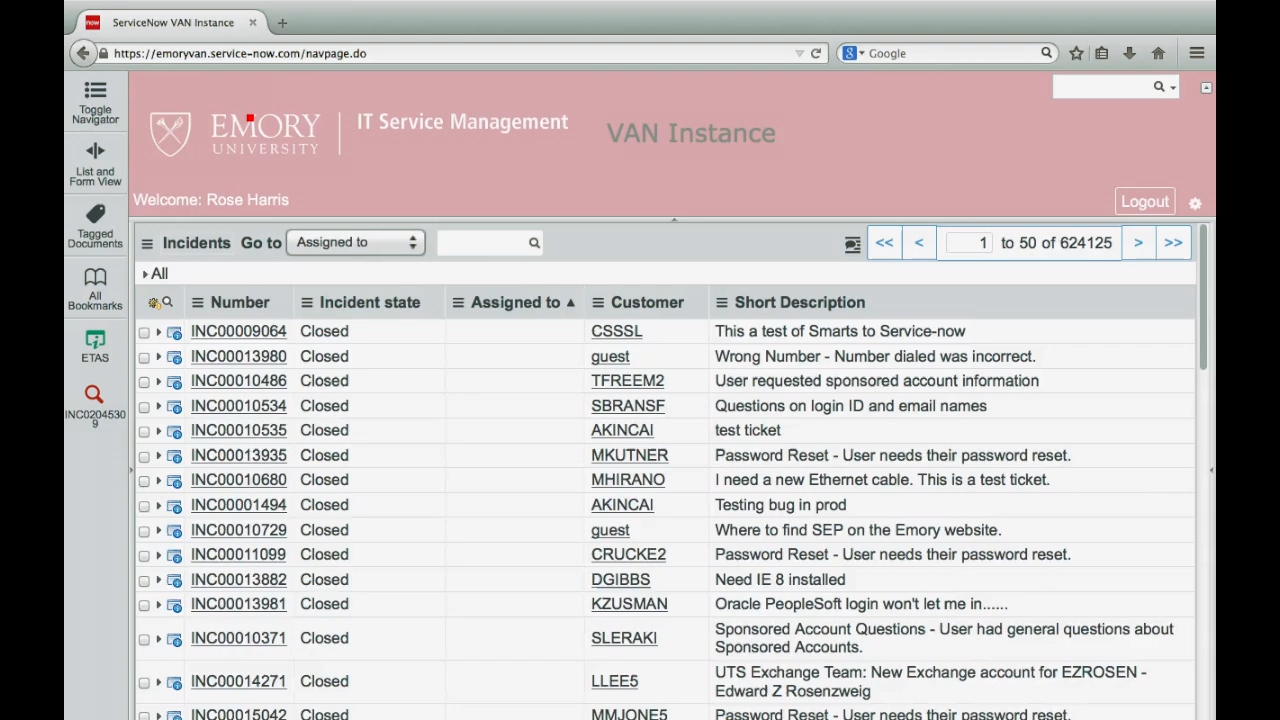 now ServiceNow VAN Instance × +
https://emoryvan.service-now.com/navpage.do
8 Google
Toggle Navigator
List and Form View
Tagged Documents
All Bookmarks
ETAS
INC02045309
EMORY UNIVERSITY
IT Service Management
VAN Instance
Welcome: Rose Harris
Logout
Incidents Go to Assigned to << < 1 to 50 of 624125 > >>
All
Number Incident state Assigned to Customer Short Description
INC00009064 Closed CSSSL This a test of Smarts to Service-now
INC00013980 Closed guest Wrong Number - Number dialed was incorrect.
INC00010486 Closed TFREEM2 User requested sponsored account information
INC00010534 Closed SBRANSF Questions on login ID and email names
INC00010535 Closed AKINCAI test ticket
INC00013935 Closed MKUTNER Password Reset - User needs their password reset.
INC00010680 Closed MHIRANO I need a new Ethernet cable. This is a test ticket.
INC00001494 Closed AKINCAI Testing bug in prod
INC00010729 Closed guest Where to find SEP on the Emory website.
INC00011099 Closed CRUCKE2 Password Reset - User needs their password reset.
INC00013882 Closed DGIBBS Need IE 8 installed
INC00013981 Closed KZUSMAN Oracle PeopleSoft login won't let me in......
INC00010371 Closed SLERAKI Sponsored Account Questions - User had general questions about
Sponsored Accounts.
INC00014271 Closed LLEE5 UTS Exchange Team: New Exchange account for EZROSEN -
Edward Z Rosenzweig
INC00015042 Closed MMJONE5 Password Reset - User needs their password reset.